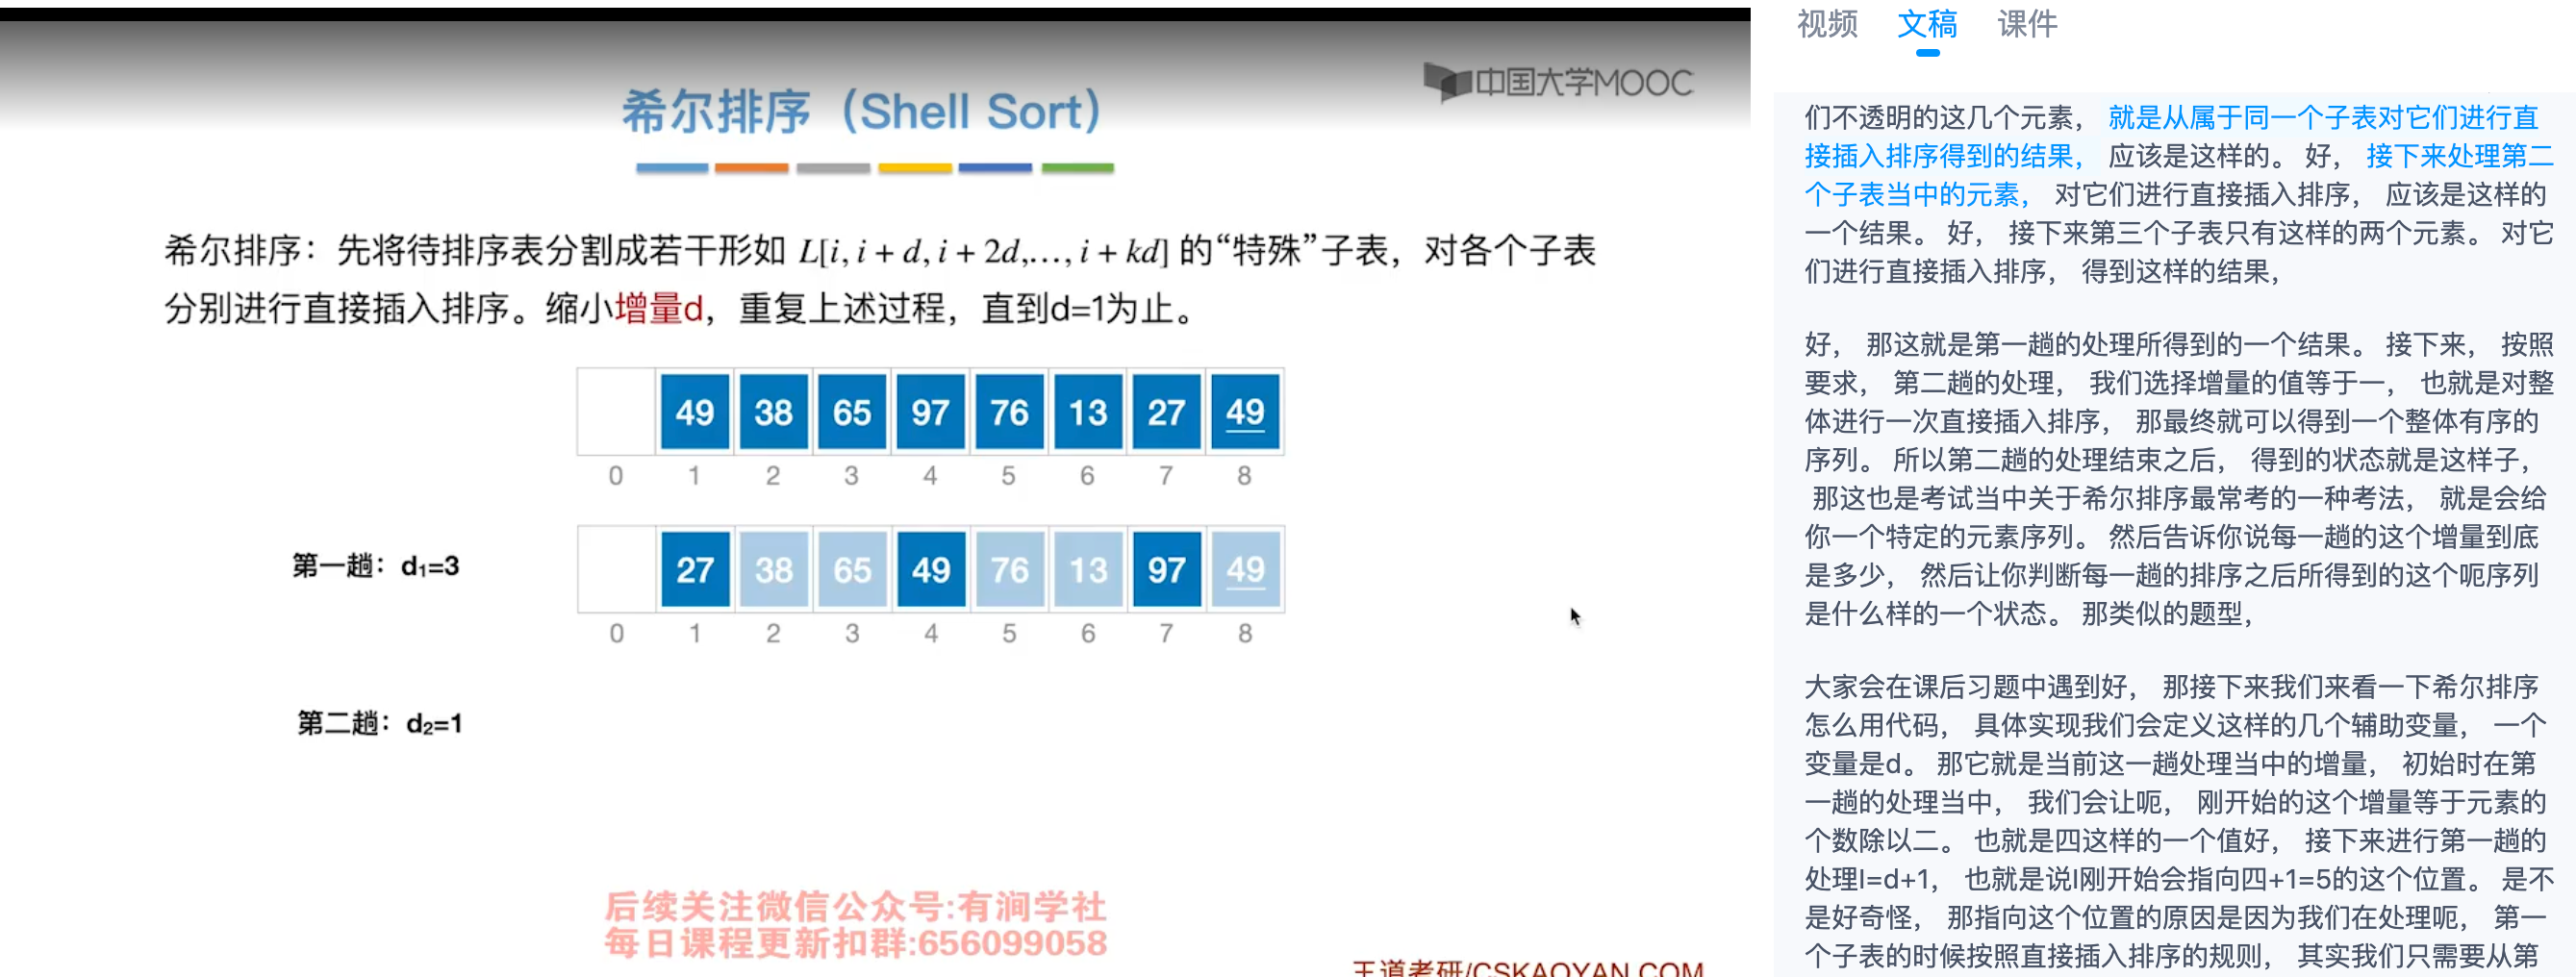 中国大学MOOC
希尔排序（Shell Sort）
希尔排序：先将待排序表分割成若干形如 L[i, i + d, i + 2d,…, i + kd] 的“特殊”子表，对各个子表
分别进行直接插入排序。缩小增量d，重复上述过程，直到d=1为止。
49 38 65 97 76 13 27 49
0 1 2 3 4 5 6 7 8
第一趟：d₁=3
27 38 65 49 76 13 97 49
0 1 2 3 4 5 6 7 8
第二趟：d₂=1
后续关注微信公众号:有涧学社
每日课程更新扣群:656099058
王道考研/CSKAOYAN.COM
视频 文稿 课件
们不透明的这几个元素， 就是从属于同一个子表对它们进行直
接插入排序得到的结果， 应该是这样的。 好， 接下来处理第二
个子表当中的元素， 对它们进行直接插入排序， 应该是这样的
一个结果。 好， 接下来第三个子表只有这样的两个元素。 对它
们进行直接插入排序， 得到这样的结果，
好， 那这就是第一趟的处理所得到的一个结果。 接下来， 按照
要求， 第二趟的处理， 我们选择增量的值等于一， 也就是对整
体进行一次直接插入排序， 那最终就可以得到一个整体有序的
序列。 所以第二趟的处理结束之后， 得到的状态就是这样子，
那这也是考试当中关于希尔排序最常考的一种考法， 就是会给
你一个特定的元素序列。 然后告诉你说每一趟的这个增量到底
是多少， 然后让你判断每一趟的排序之后所得到的这个呃序列
是什么样的一个状态。 那类似的题型，
大家会在课后习题中遇到好， 那接下来我们来看一下希尔排序
怎么用代码， 具体实现我们会定义这样的几个辅助变量， 一个
变量是d。 那它就是当前这一趟处理当中的增量， 初始时在第
一趟的处理当中， 我们会让呃， 刚开始的这个增量等于元素的
个数除以二。 也就是四这样的一个值好， 接下来进行第一趟的
处理I=d+1， 也就是说I刚开始会指向四+1=5的这个位置。 是不
是好奇怪， 那指向这个位置的原因是因为我们在处理呃， 第一
个子表的时候按照直接插入排序的规则， 其实我们只需要从第